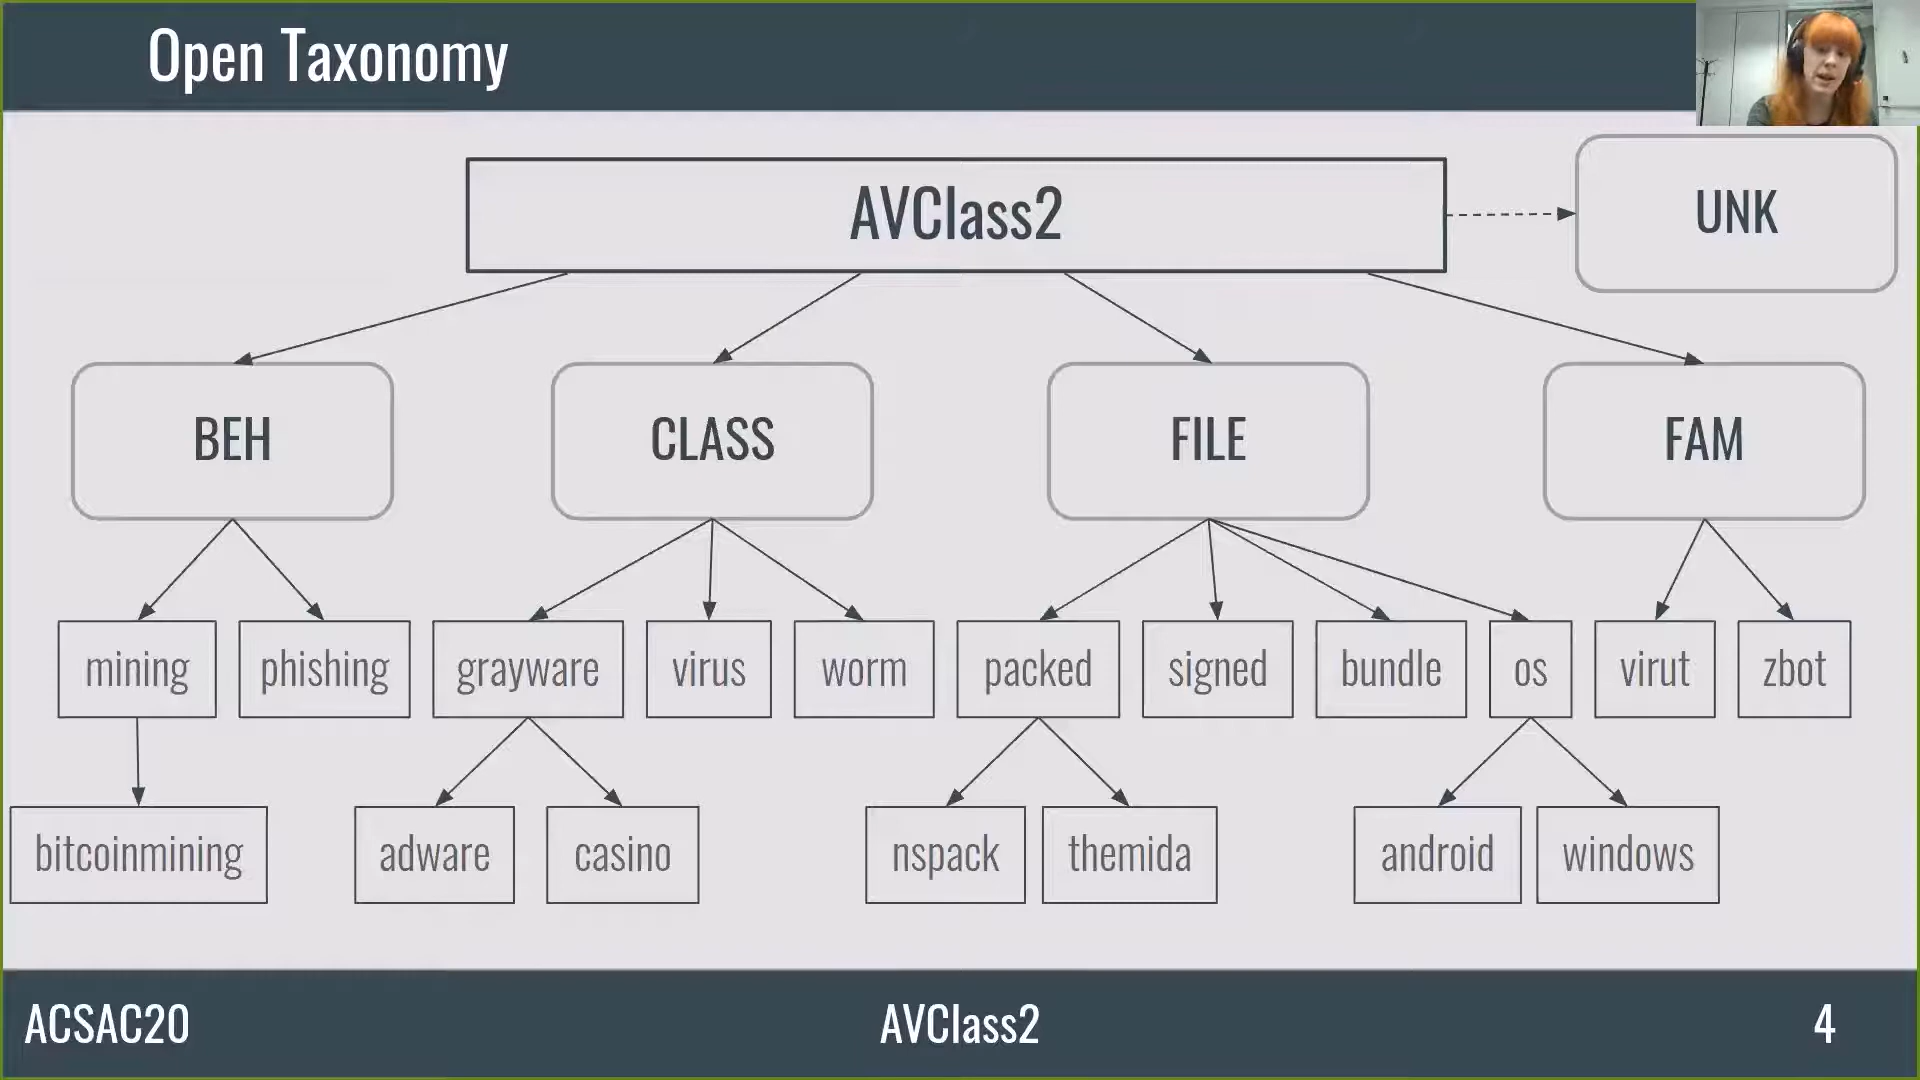 Open Taxonomy
AVClass2
UNK
BEH
CLASS
FILE
FAM
mining
phishing
grayware
virus
worm
packed
signed
bundle
os
virut
zbot
bitcoinmining
adware
casino
nspack
themida
android
windows
ACSAC20
AVClass2
4